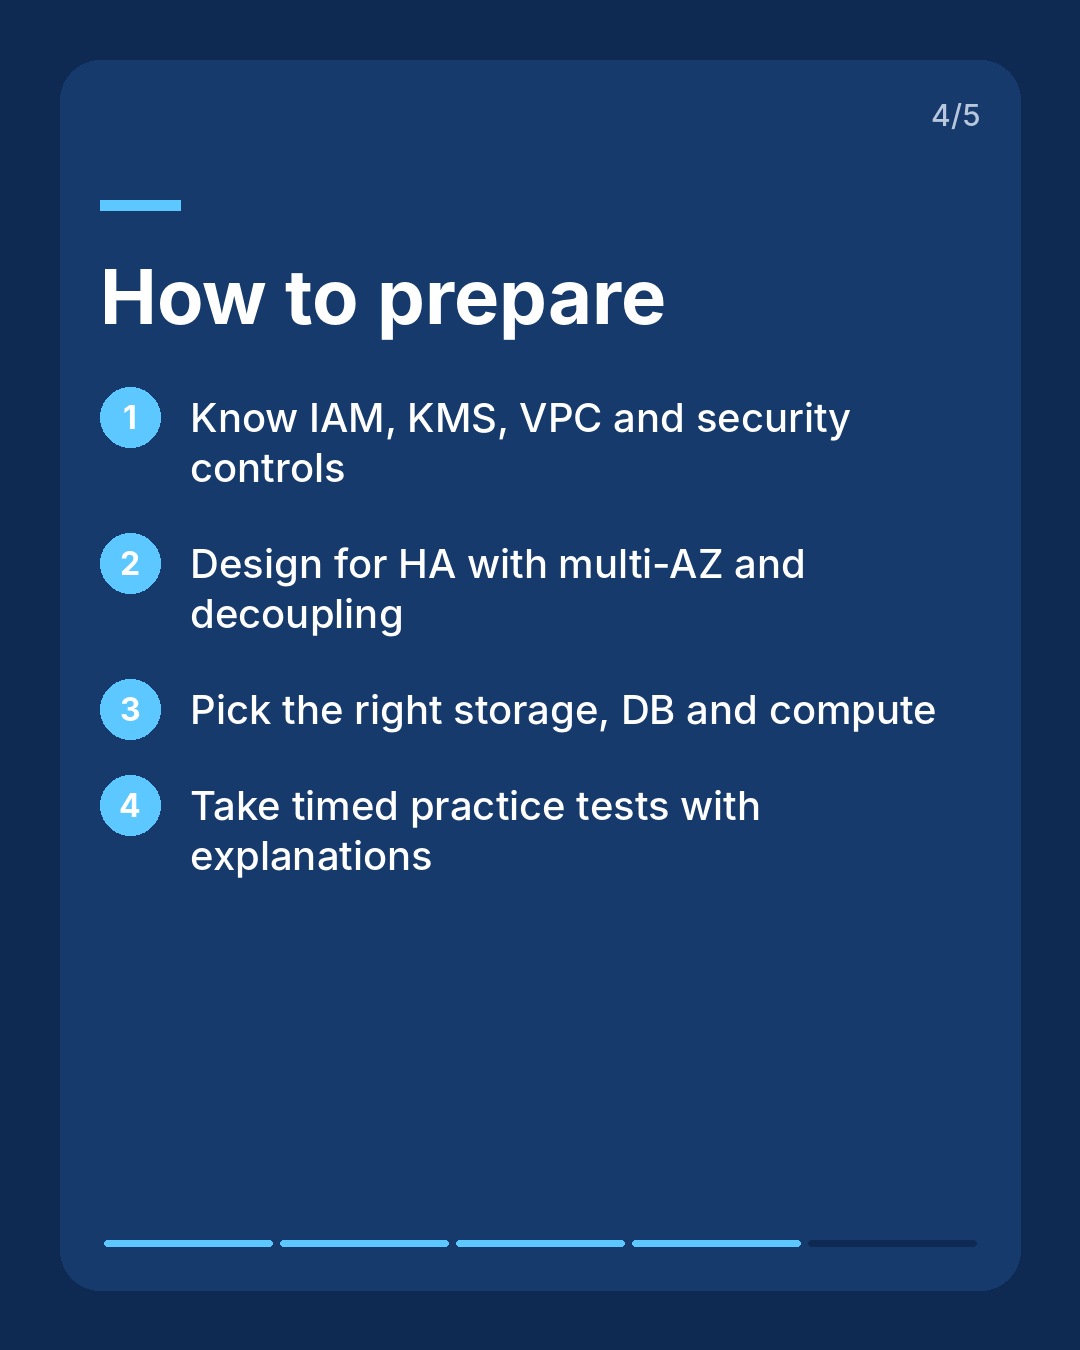 4/5
How to prepare
1 Know IAM, KMS, VPC and security
controls
2 Design for HA with multi-AZ and
decoupling
3 Pick the right storage, DB and compute
4 Take timed practice tests with
explanations